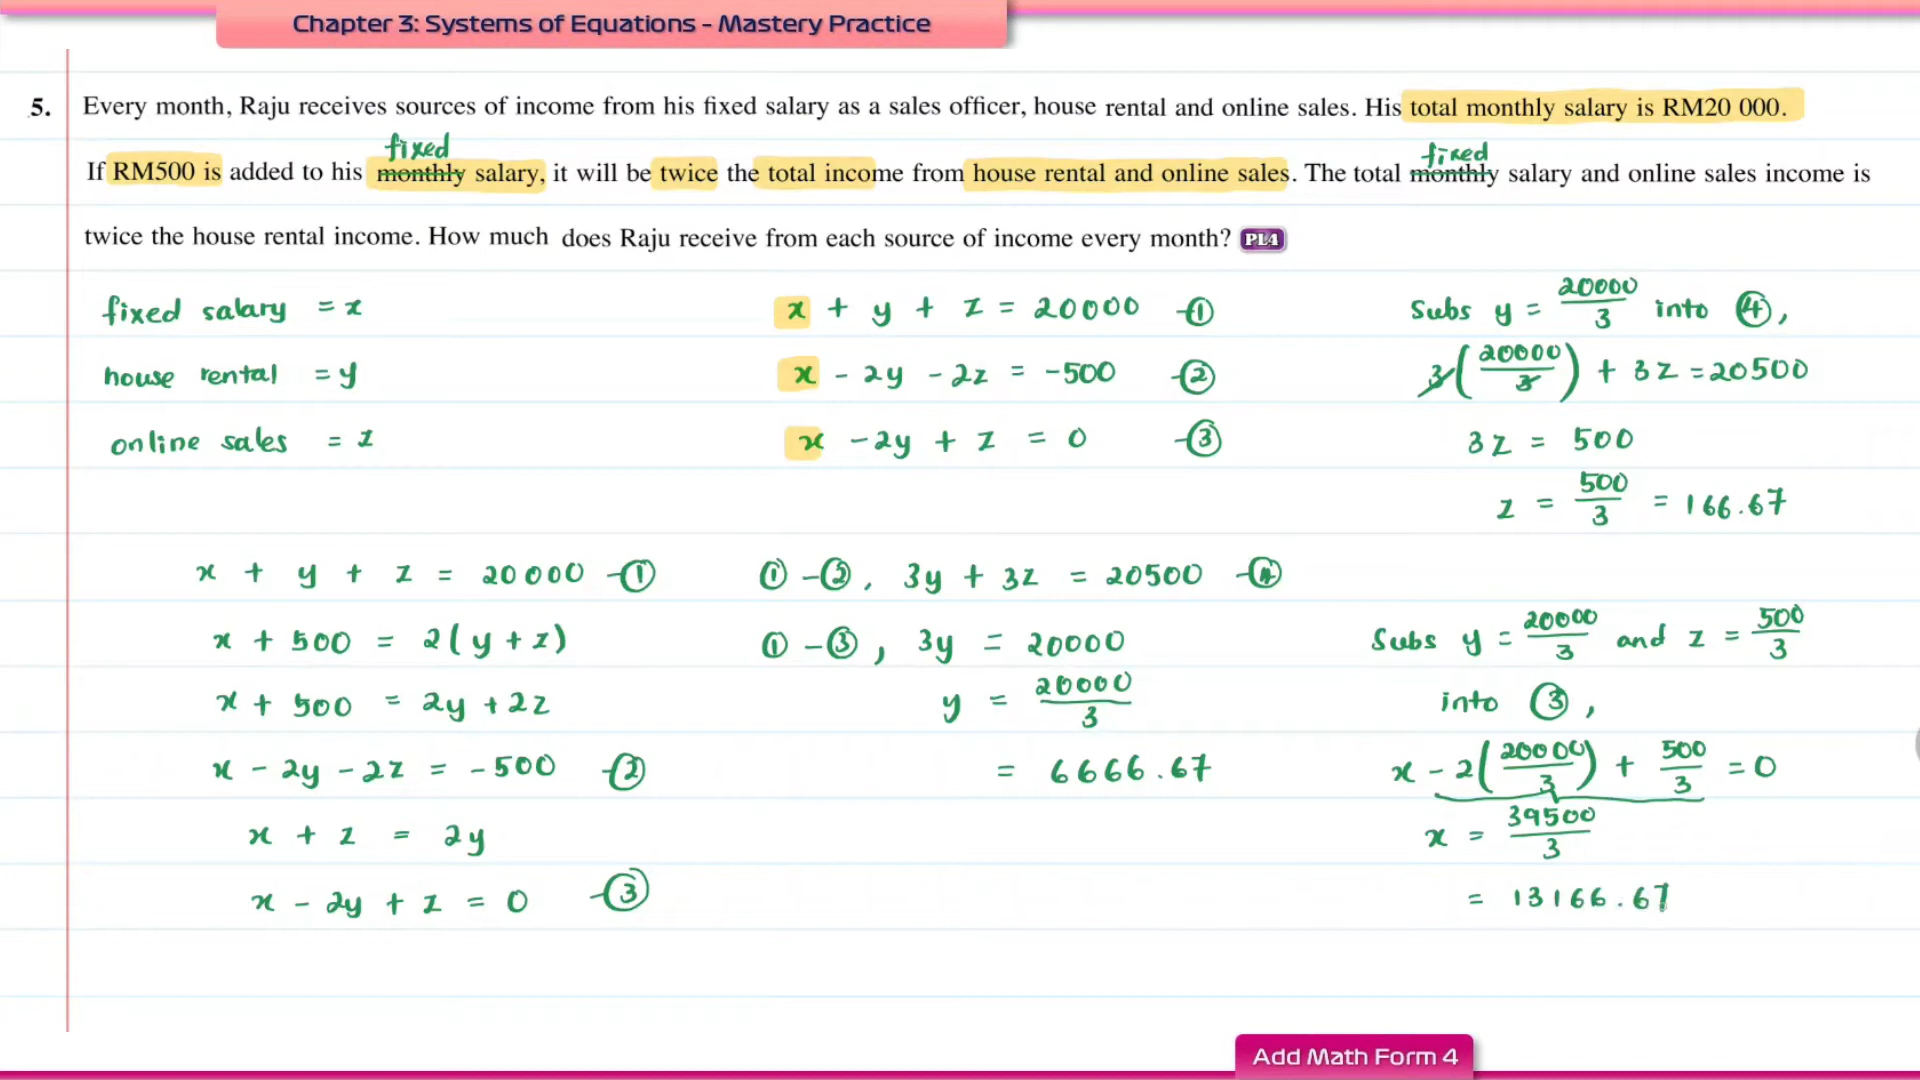 Chapter 3: Systems of Equations - Mastery Practice
5. Every month, Raju receives sources of income from his fixed salary as a sales officer, house rental and online sales. His total monthly salary is RM20 000.
fixed fixed
If RM500 is added to his monthly salary, it will be twice the total income from house rental and online sales. The total monthly salary and online sales income is
twice the house rental income. How much does Raju receive from each source of income every month? PL4
fixed salary = x
house rental = y
online sales = z
x + y + z = 20000 -①
x + 500 = 2(y + z)
x + 500 = 2y + 2z
x - 2y - 2z = -500 -②
x + z = 2y
x - 2y + z = 0 -③
x + y + z = 20000 -①
x - 2y - 2z = -500 -②
x - 2y + z = 0 -③
① - ②, 3y + 3z = 20500 -④
① - ③, 3y = 20000
y = 20000/3
= 6666.67
Subs y = 20000/3 into ④,
3(20000/3) + 3z = 20500
3z = 500
z = 500/3 = 166.67
Subs y = 20000/3 and z = 500/3
into ③,
x - 2(20000/3) + 500/3 = 0
x = 39500/3
= 13166.67
Add Math Form 4